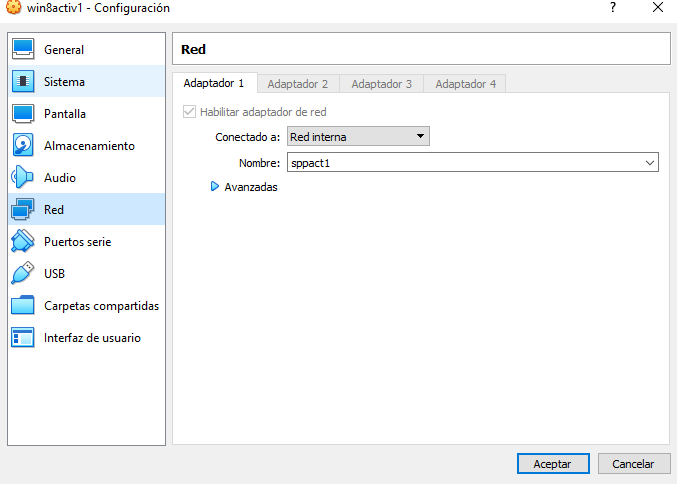 win8activ1 - Configuración
?
General
Sistema
Pantalla
Almacenamiento
Audio
Red
Puertos serie
USB
Carpetas compartidas
Interfaz de usuario
Red
Adaptador 1 Adaptador 2 Adaptador 3 Adaptador 4
Habilitar adaptador de red
Conectado a: Red interna
Nombre: sppact1
Avanzadas
Aceptar Cancelar